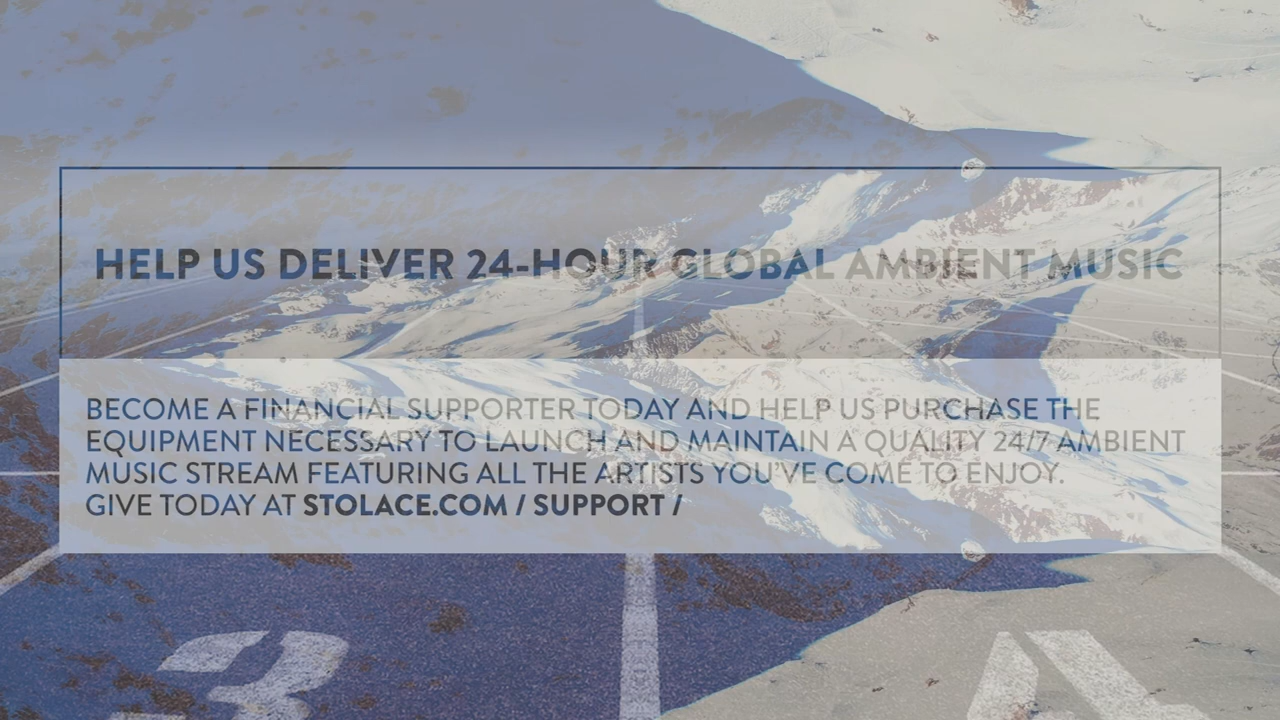 HELP US DELIVER 24-HOUR GLOBAL AMBIENT MUSIC
BECOME A FINANCIAL SUPPORTER TODAY AND HELP US PURCHASE THE
EQUIPMENT NECESSARY TO LAUNCH AND MAINTAIN A QUALITY 24/7 AMBIENT
MUSIC STREAM FEATURING ALL THE ARTISTS YOU'VE COME TO ENJOY.
GIVE TODAY AT STOLACE.COM / SUPPORT /
3 4